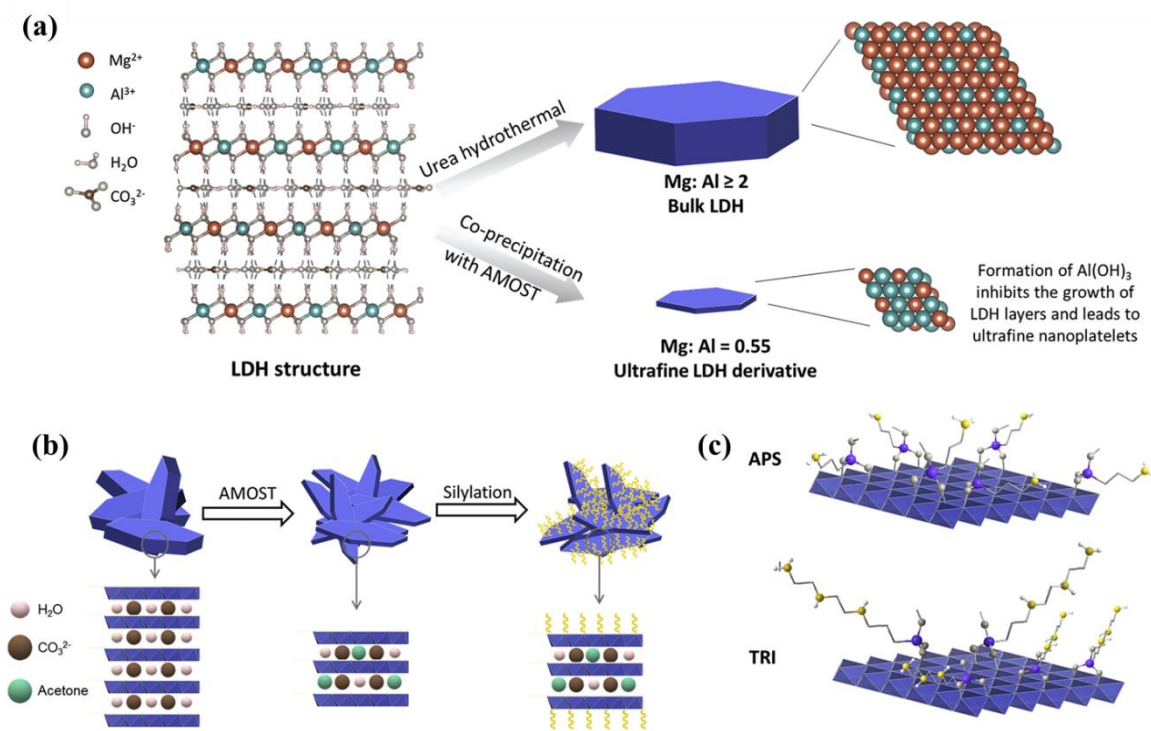 (a)
Mg²⁺
Al³⁺
OH⁻
H₂O
CO₃²⁻
LDH structure
Urea hydrothermal
Co-precipitation
with AMOST
Mg: Al ≥ 2
Bulk LDH
Mg: Al = 0.55
Ultrafine LDH derivative
Formation of Al(OH)₃
inhibits the growth of
LDH layers and leads to
ultrafine nanoplatelets
(b)
AMOST
Silylation
H₂O
CO₃²⁻
Acetone
(c)
APS
TRI